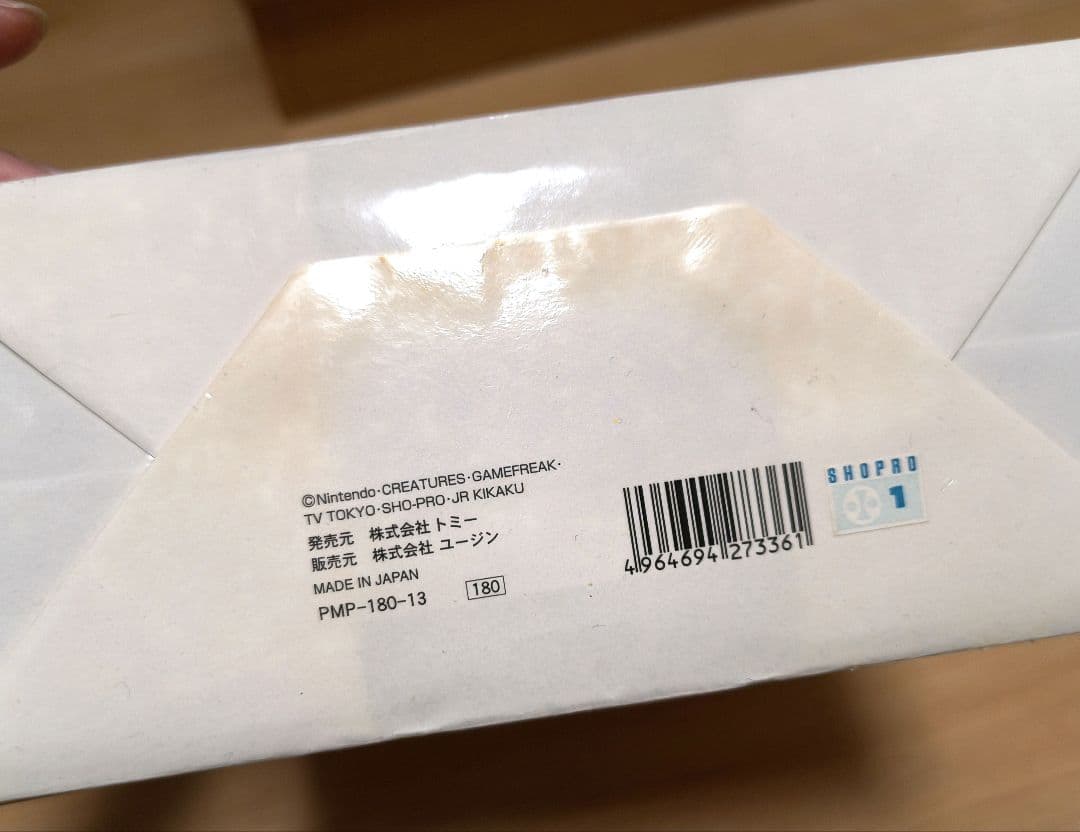 ©Nintendo·CREATURES·GAMEFREAK·
TV TOKYO·SHO-PRO·JR KIKAKU
発売元 株式会社 トミー
販売元 株式会社 ユージン
MADE IN JAPAN
PMP-180-13 180
4964694273361
SHOPRO
1